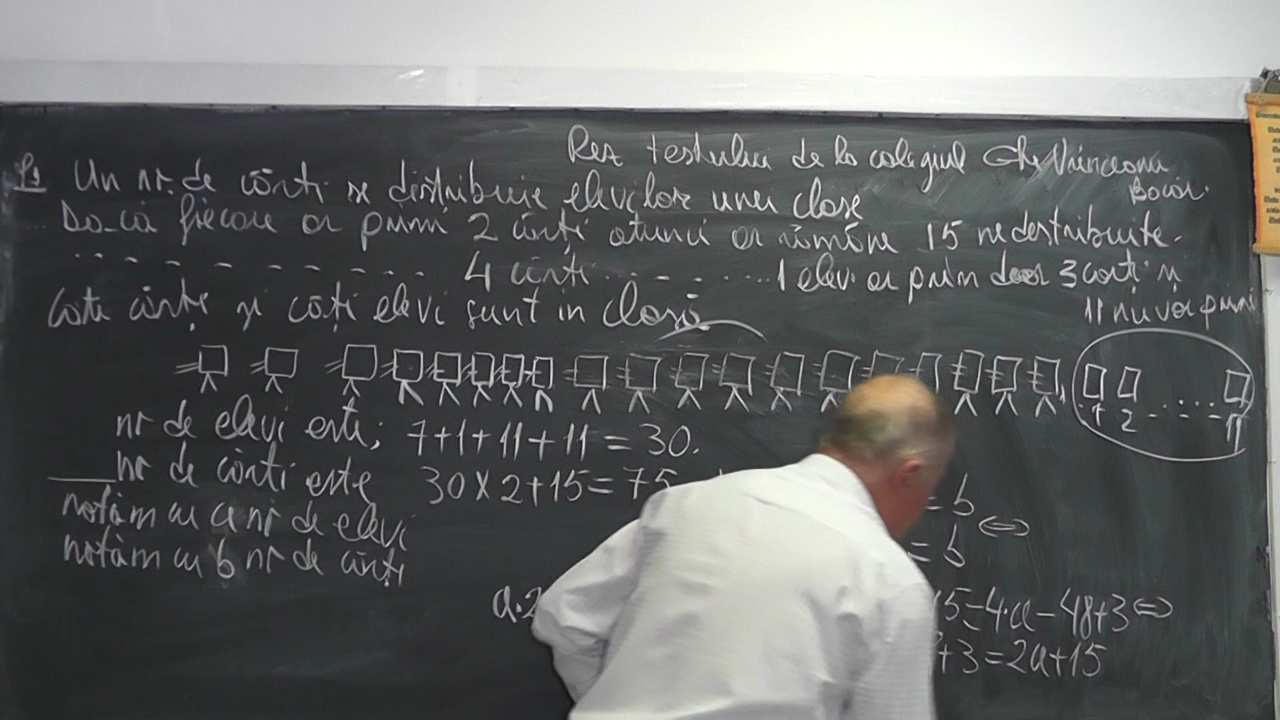 Rez testului de la colegiul Gh Vrinceanu
Bacău
P1 Un nr. de cărți se distribuie elevilor unei clase
Da-că fiecare ar primi 2 cărți atunci ar rămâne 15 nedistribuite.
.. - - - - - - ... 4 cărți ... - - ... 1 elev ar primi doar 3 cărți și
11 nu vor primi
Câte cărți și câți elevi sunt în clasă
1 2 ..... 11
nr de elevi este; 7+1+11+11=30.
nr de cărți este 30×2+15=75
notăm cu a nr de elevi
notăm cu b nr de cărți
=b
=b ⇔
a.2 15=4·a-48+3⇔
+3=2a+15